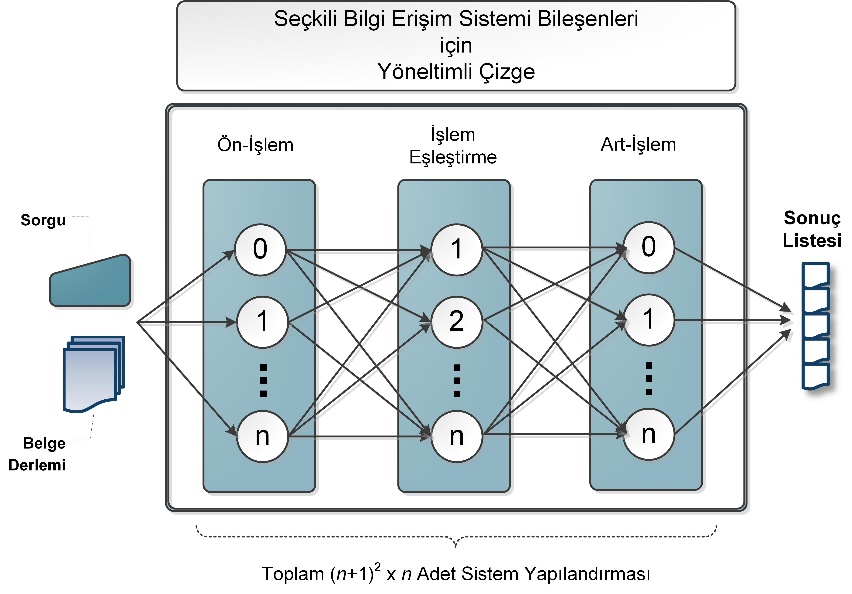 Seçkili Bilgi Erişim Sistemi Bileşenleri
için
Yöneltimli Çizge
Ön-İşlem
İşlem
Eşleştirme
Art-İşlem
Sorgu
Belge
Derlemi
0
1
n
1
2
n
0
1
n
Sonuç
Listesi
Toplam (n+1)² x n Adet Sistem Yapılandırması